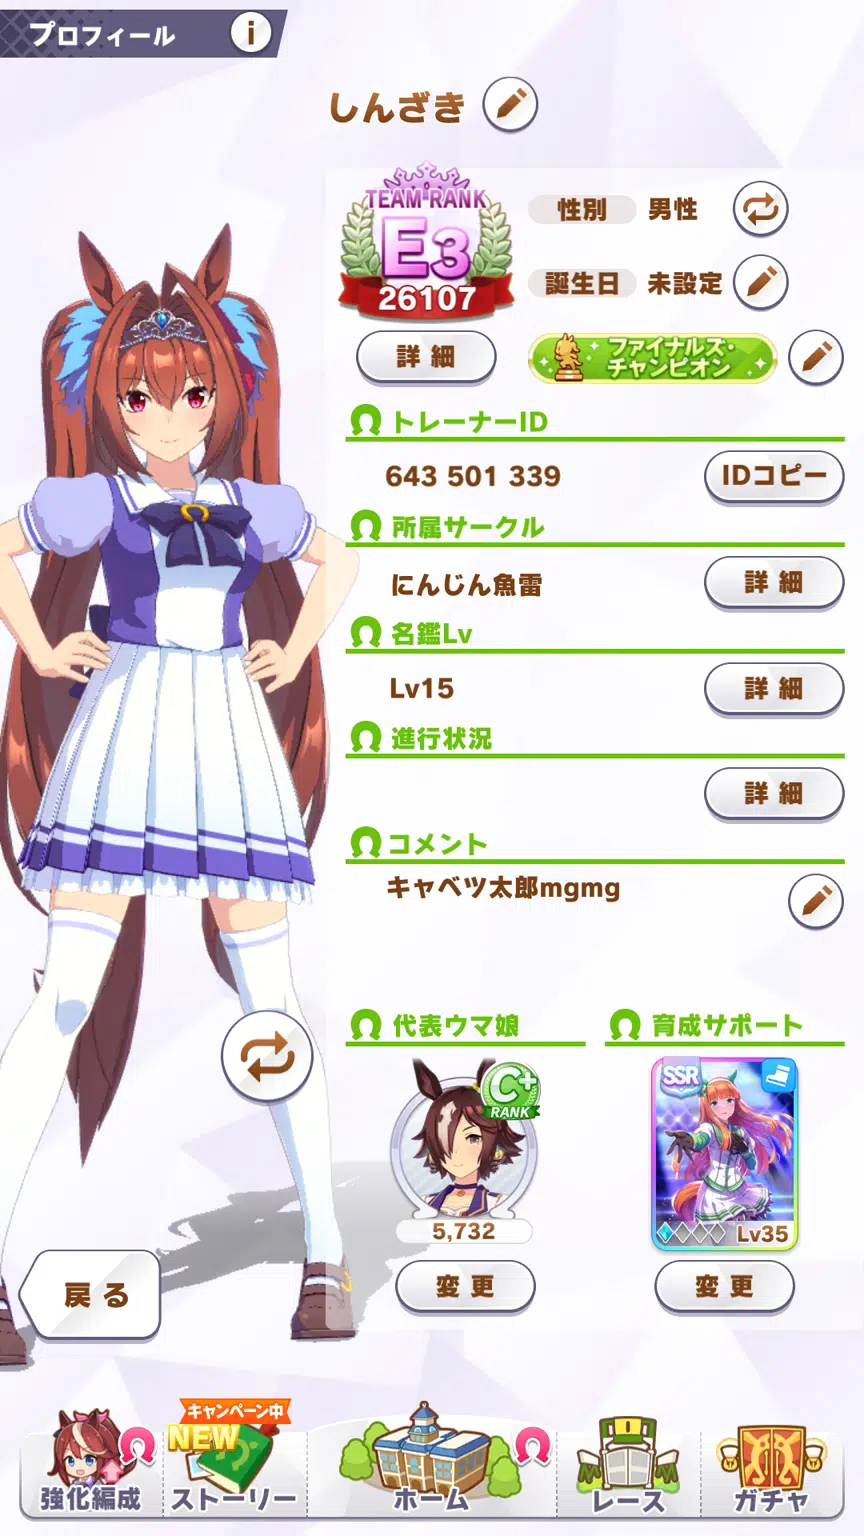 プロフィール
i
しんざき
TEAM RANK
E3
26107
性別 男性
誕生日 未設定
詳細
ファイナルズ・
チャンピオン
トレーナーID
643 501 339
IDコピー
所属サークル
にんじん魚雷
詳細
名鑑Lv
Lv15
詳細
進行状況
詳細
コメント
キャベツ太郎mgmg
代表ウマ娘
C+
RANK
5,732
変更
育成サポート
SSR
Lv35
変更
戻る
強化編成
キャンペーン中
NEW
ストーリー
ホーム
レース
ガチャ